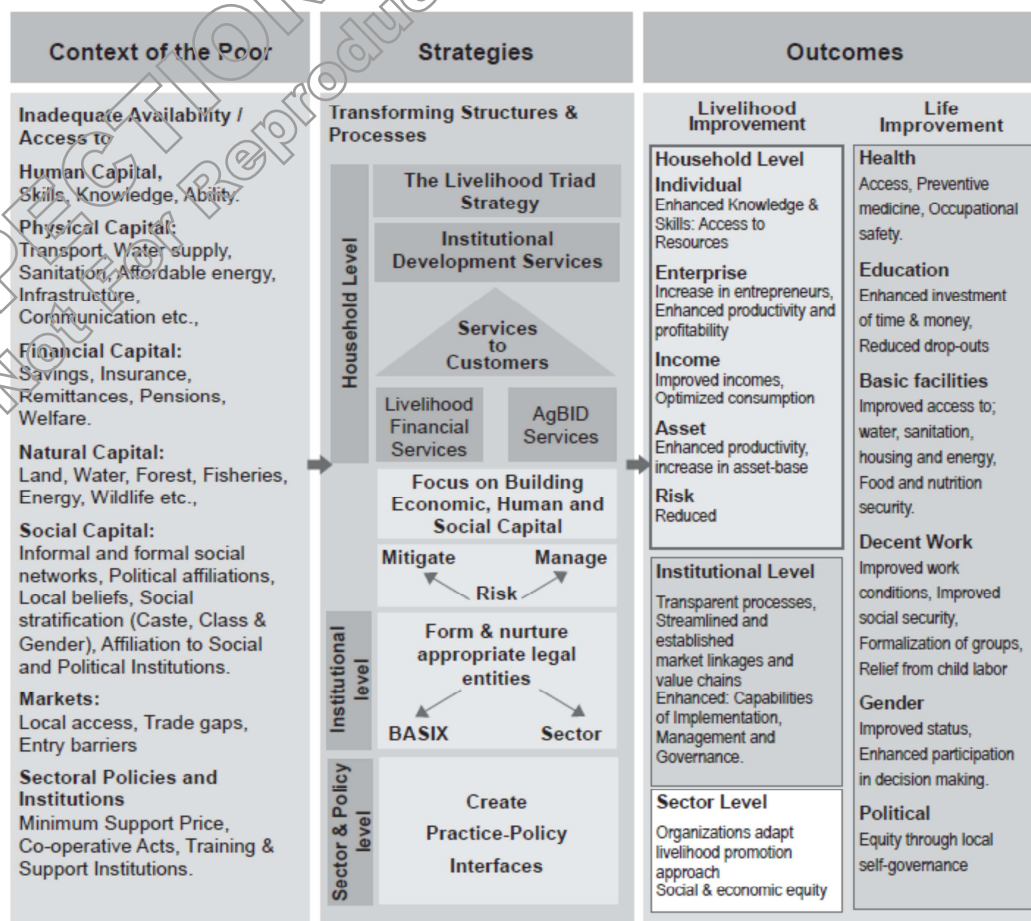 Context of the Poor
Inadequate Availability /
Access to
Human Capital,
Skills, Knowledge, Ability.
Physical Capital:
Transport, Water supply,
Sanitation, Affordable energy,
Infrastructure,
Communication etc.,
Financial Capital:
Savings, Insurance,
Remittances, Pensions,
Welfare.
Natural Capital:
Land, Water, Forest, Fisheries,
Energy, Wildlife etc.,
Social Capital:
Informal and formal social
networks, Political affiliations,
Local beliefs, Social
stratification (Caste, Class &
Gender), Affiliation to Social
and Political Institutions.
Markets:
Local access, Trade gaps,
Entry barriers
Sectoral Policies and
Institutions
Minimum Support Price,
Co-operative Acts, Training &
Support Institutions.
Strategies
Transforming Structures &
Processes
Household Level
The Livelihood Triad
Strategy
Institutional
Development Services
Services
to
Customers
Livelihood
Financial
Services
AgBID
Services
Focus on Building
Economic, Human and
Social Capital
Mitigate Manage
Risk
Institutional
level
Form & nurture
appropriate legal
entities
BASIX Sector
Sector & Policy
level
Create
Practice-Policy
Interfaces
Outcomes
Livelihood
Improvement
Household Level
Individual
Enhanced Knowledge &
Skills: Access to
Resources
Enterprise
Increase in entrepreneurs,
Enhanced productivity and
profitability
Income
Improved incomes,
Optimized consumption
Asset
Enhanced productivity,
increase in asset-base
Risk
Reduced
Institutional Level
Transparent processes,
Streamlined and
established
market linkages and
value chains
Enhanced: Capabilities
of Implementation,
Management and
Governance.
Sector Level
Organizations adapt
livelihood promotion
approach
Social & economic equity
Life
Improvement
Health
Access, Preventive
medicine, Occupational
safety.
Education
Enhanced investment
of time & money,
Reduced drop-outs
Basic facilities
Improved access to;
water, sanitation,
housing and energy,
Food and nutrition
security.
Decent Work
Improved work
conditions, Improved
social security,
Formalization of groups,
Relief from child labor
Gender
Improved status,
Enhanced participation
in decision making.
Political
Equity through local
self-governance
Not For